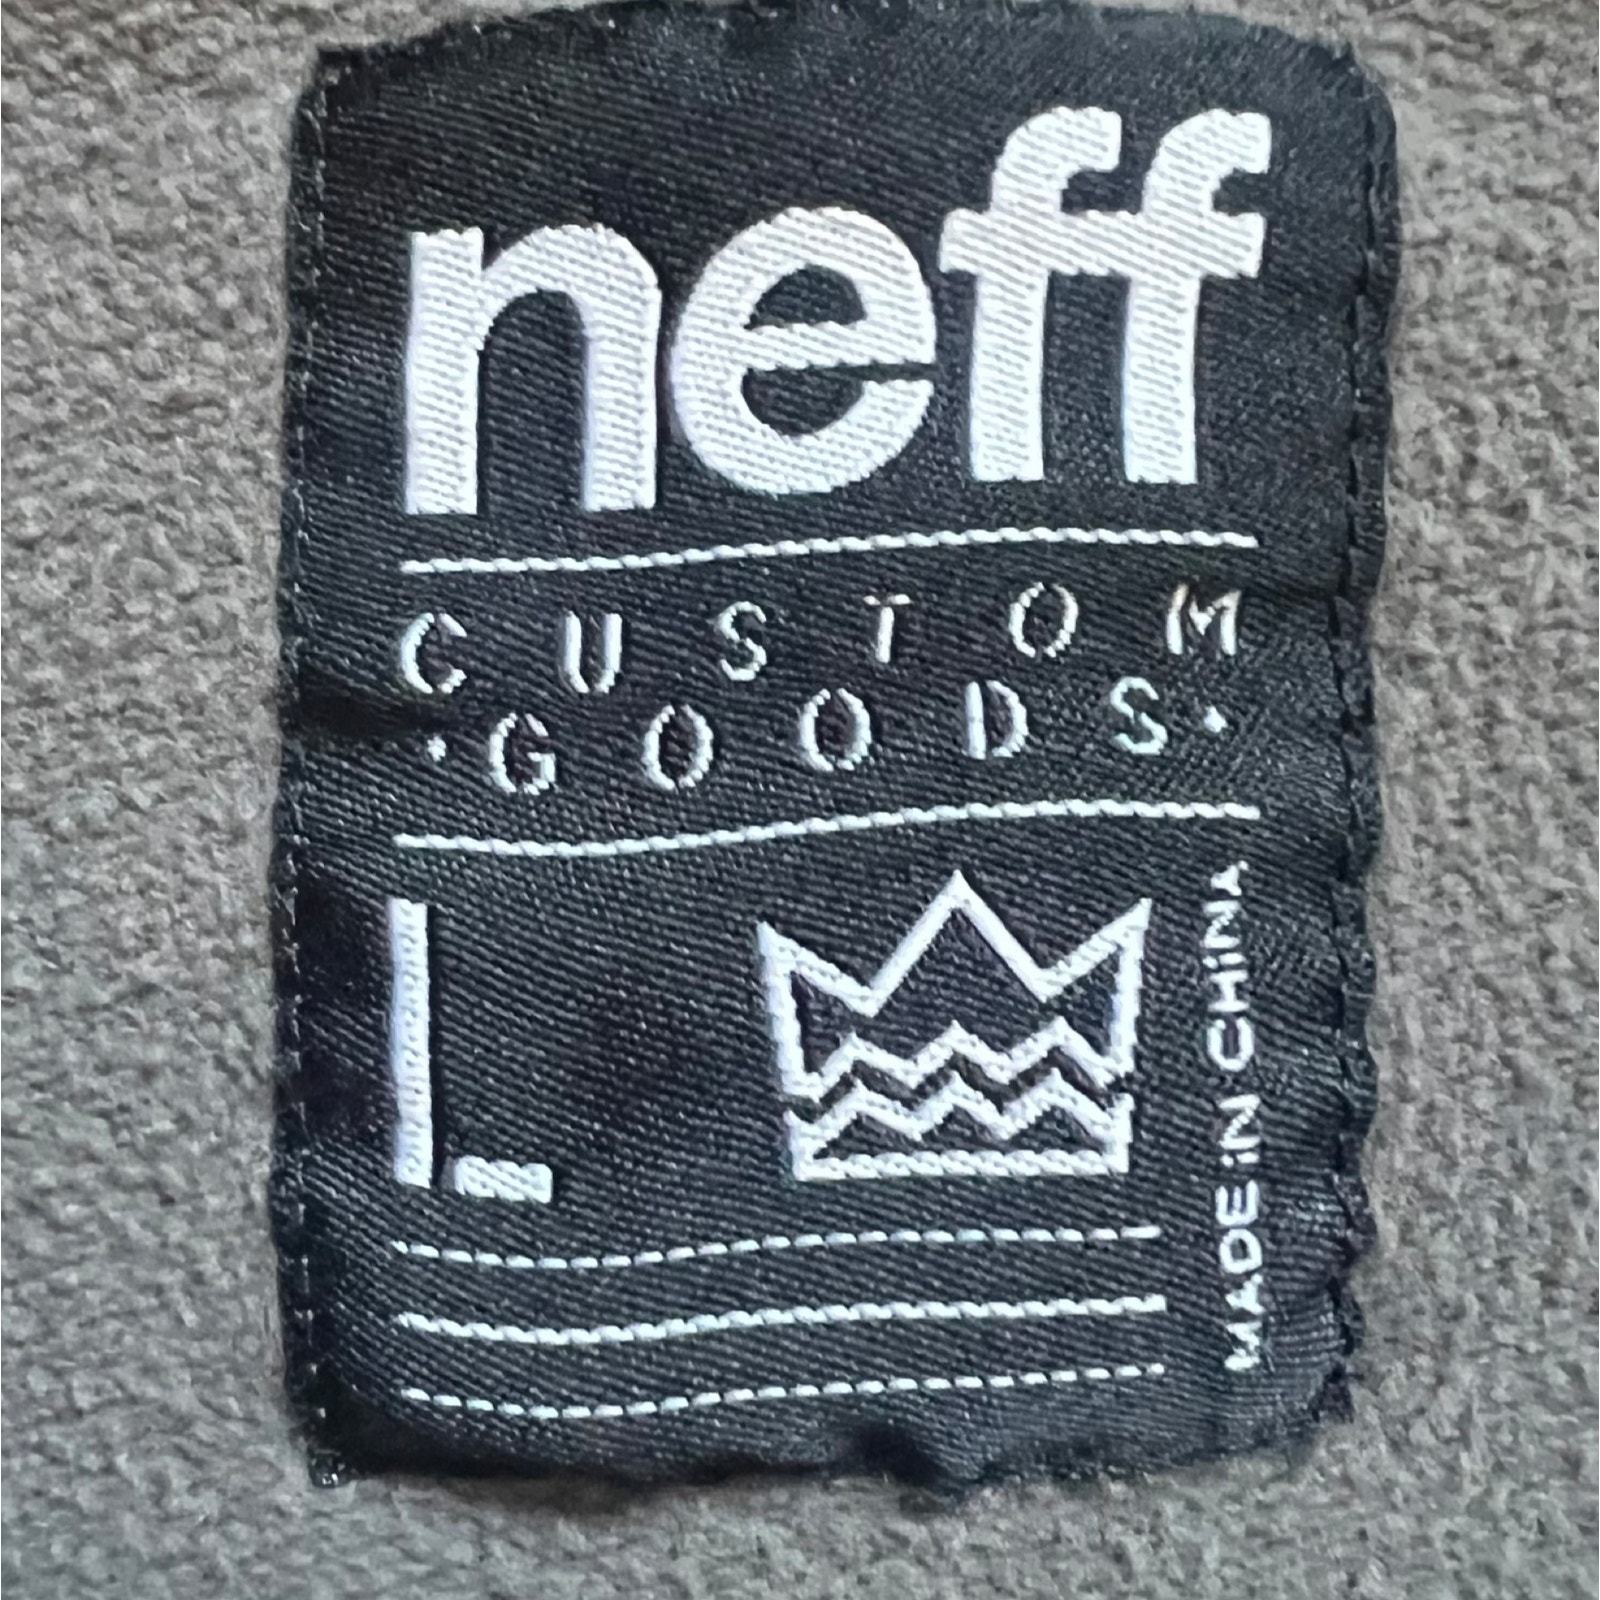 neff
CUSTOM
·GOODS·
L
MADE iN CHiNA